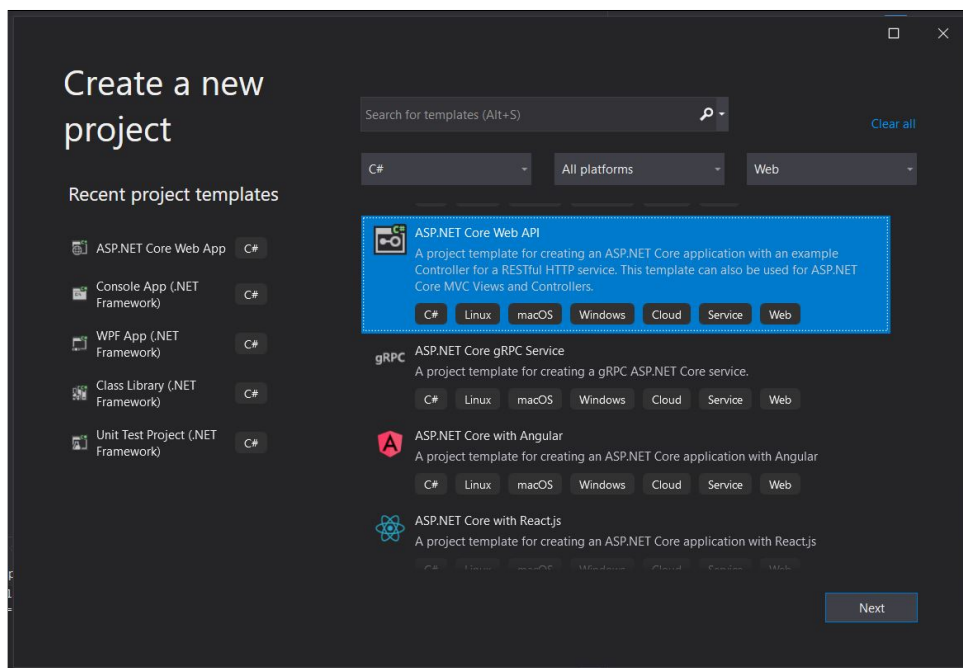 Create a new
project
Recent project templates
ASP.NET Core Web App C#
Console App (.NET
Framework) C#
WPF App (.NET
Framework) C#
Class Library (.NET
Framework) C#
Unit Test Project (.NET
Framework) C#
Search for templates (Alt+S)
Clear all
C# All platforms Web
ASP.NET Core Web API
A project template for creating an ASP.NET Core application with an example
Controller for a RESTful HTTP service. This template can also be used for ASP.NET
Core MVC Views and Controllers.
C# Linux macOS Windows Cloud Service Web
gRPC ASP.NET Core gRPC Service
A project template for creating a gRPC ASP.NET Core service.
C# Linux macOS Windows Cloud Service Web
ASP.NET Core with Angular
A project template for creating an ASP.NET Core application with Angular
C# Linux macOS Windows Cloud Service Web
ASP.NET Core with React.js
A project template for creating an ASP.NET Core application with React.js
C# Linux macOS Windows Cloud Service Web
Next